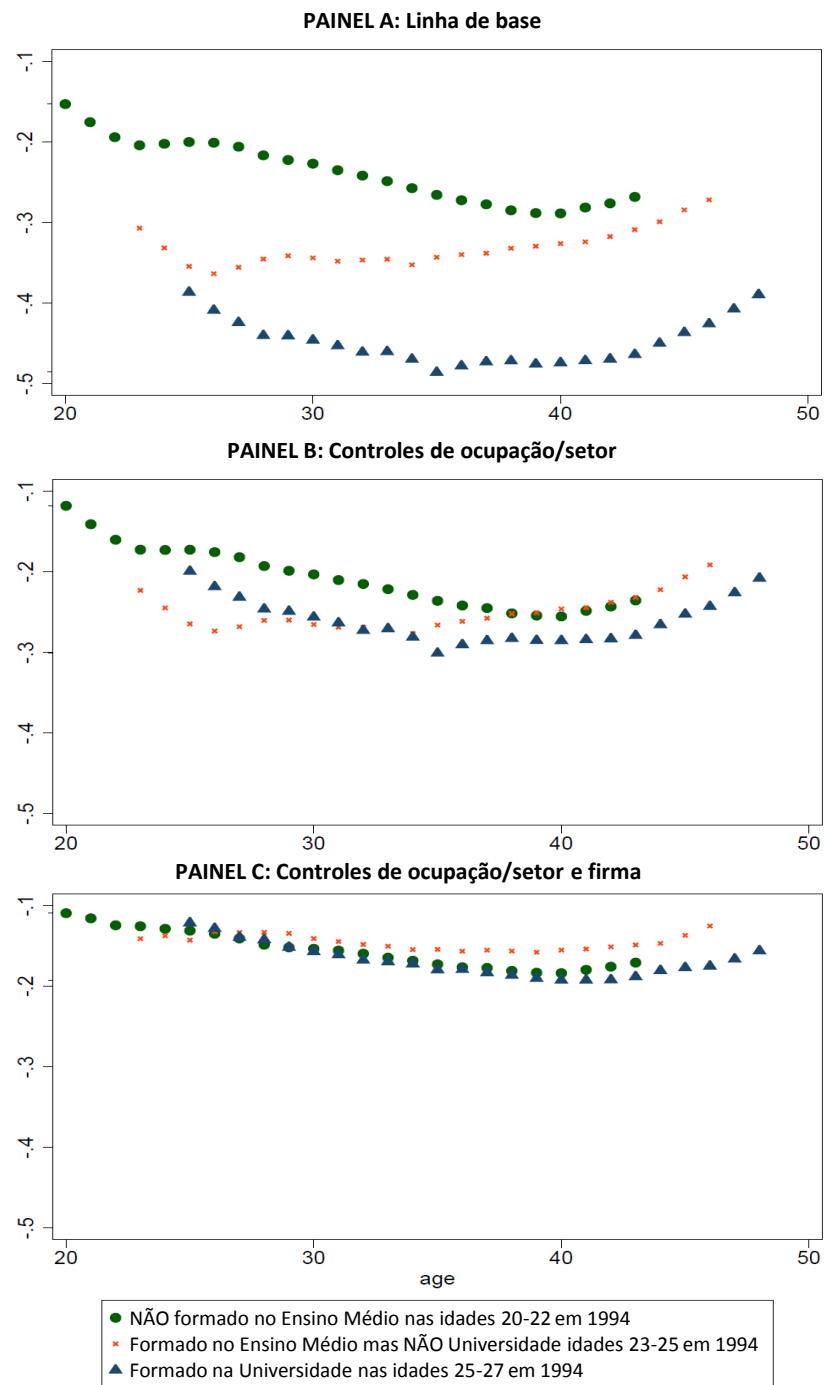 PAINEL A: Linha de base
-.1
-.2
-.3
-.4
-.5
20 30 40 50
PAINEL B: Controles de ocupação/setor
-.1
-.2
-.3
-.4
-.5
20 30 40 50
PAINEL C: Controles de ocupação/setor e firma
-.1
-.2
-.3
-.4
-.5
20 30 40 50
age
NÃO formado no Ensino Médio nas idades 20-22 em 1994
Formado no Ensino Médio mas NÃO Universidade idades 23-25 em 1994
Formado na Universidade nas idades 25-27 em 1994